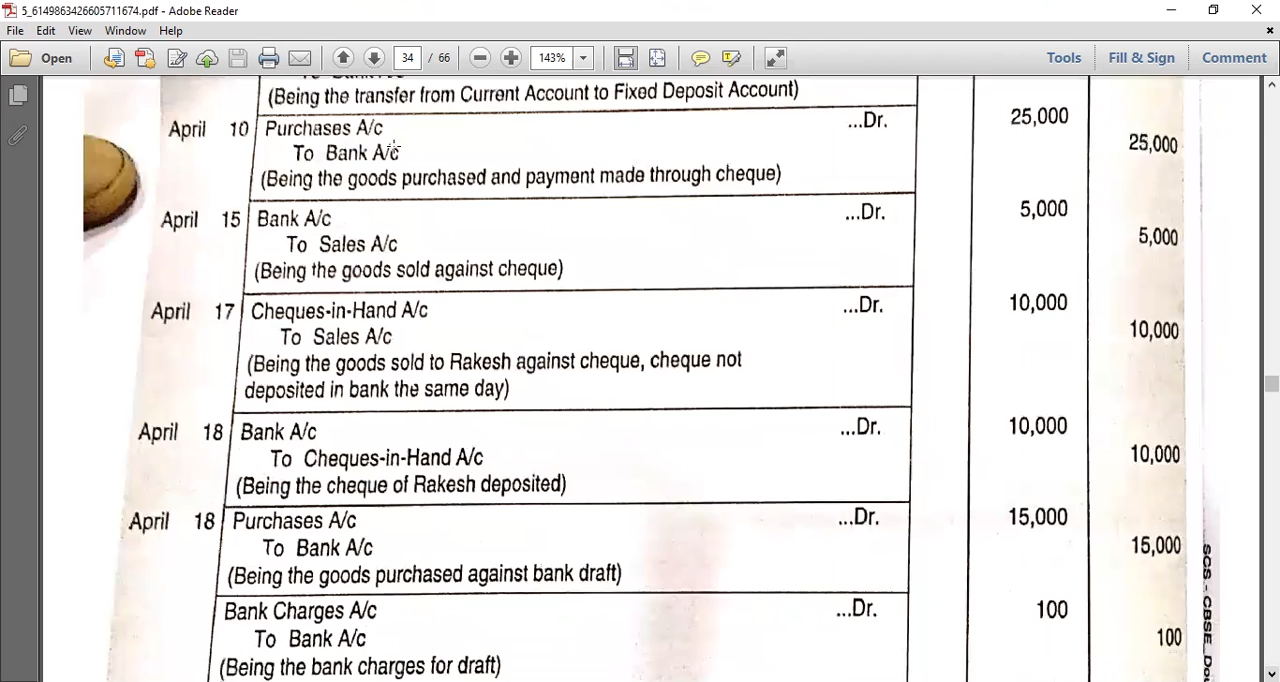 5_6149863426605711674.pdf - Adobe Reader
File Edit View Window Help
Open 34 / 66 143% Tools Fill & Sign Comment
(Being the transfer from Current Account to Fixed Deposit Account)
April 10 Purchases A/c ...Dr. 25,000
To Bank A/c 25,000
(Being the goods purchased and payment made through cheque)
April 15 Bank A/c ...Dr. 5,000
To Sales A/c 5,000
(Being the goods sold against cheque)
April 17 Cheques-in-Hand A/c ...Dr. 10,000
To Sales A/c 10,000
(Being the goods sold to Rakesh against cheque, cheque not
deposited in bank the same day)
April 18 Bank A/c ...Dr. 10,000
To Cheques-in-Hand A/c 10,000
(Being the cheque of Rakesh deposited)
April 18 Purchases A/c ...Dr. 15,000
To Bank A/c 15,000
(Being the goods purchased against bank draft)
Bank Charges A/c ...Dr. 100
To Bank A/c 100
(Being the bank charges for draft)
SCS - CBSE